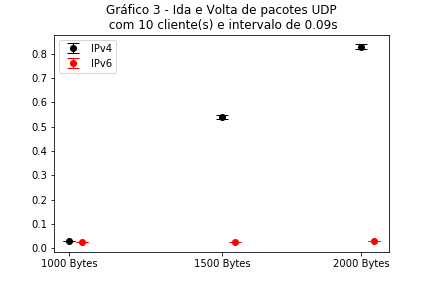 Gráfico 3 - Ida e Volta de pacotes UDP
com 10 cliente(s) e intervalo de 0.09s
IPv4
IPv6
0.8
0.7
0.6
0.5
0.4
0.3
0.2
0.1
0.0
1000 Bytes
1500 Bytes
2000 Bytes